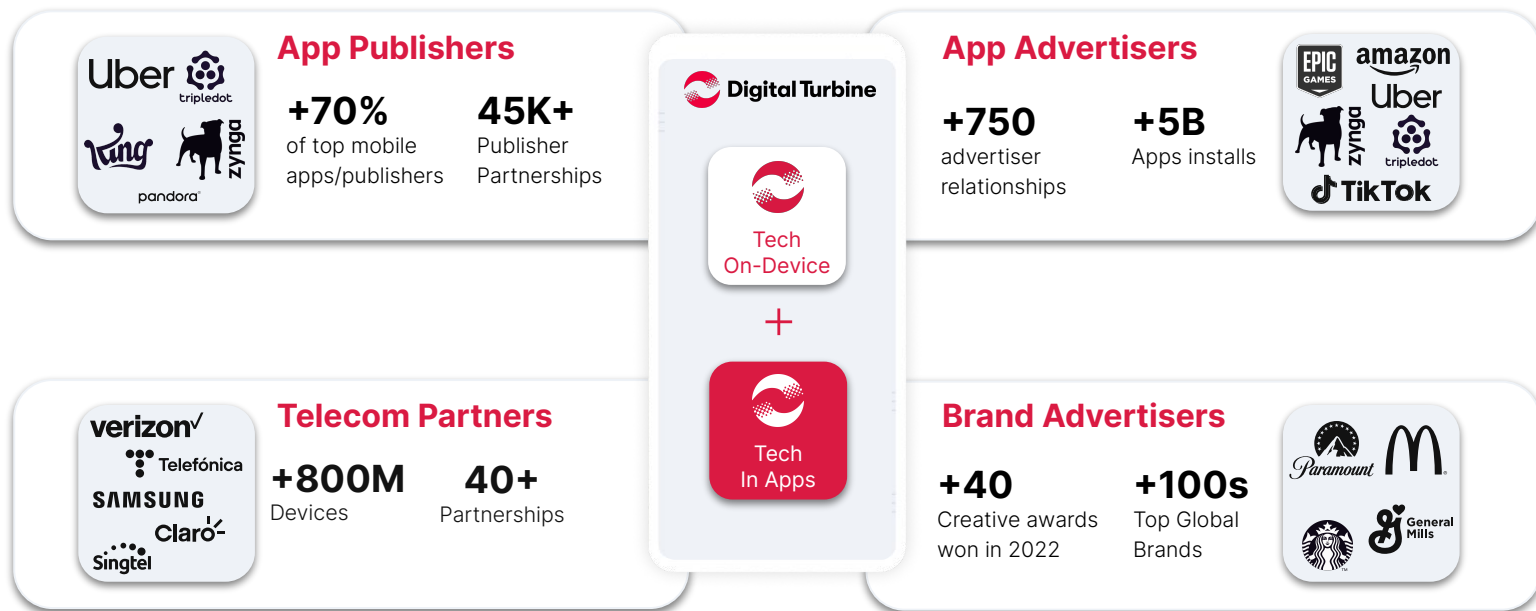 App Publishers
Uber
tripledot
King
zynga
pandora
+70%
of top mobile
apps/publishers
45K+
Publisher
Partnerships
Digital Turbine
Tech
On-Device
+
Tech
In Apps
App Advertisers
+750
advertiser
relationships
+5B
Apps installs
EPIC
GAMES
amazon
Uber
zynga
tripledot
TikTok
Telecom Partners
verizon✓
Telefónica
SAMSUNG
Claro
Singtel
+800M
Devices
40+
Partnerships
Brand Advertisers
+40
Creative awards
won in 2022
+100s
Top Global
Brands
Paramount
M
General
Mills
TM